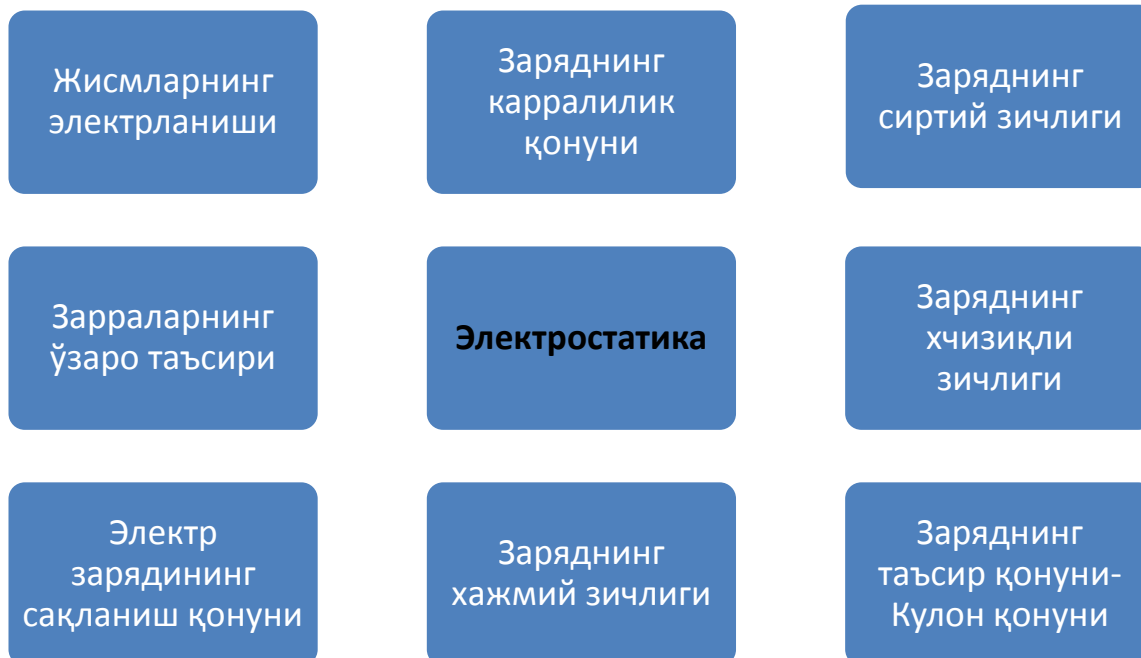 Жисмларнинг
электрланиши
Заряднинг
карралилик
қонуни
Заряднинг
сиртий зичлиги
Зарраларнинг
ўзаро таъсири
Электростатика
Заряднинг
хчизиқли
зичлиги
Электр
зарядининг
сақланиш қонуни
Заряднинг
хажмий зичлиги
Заряднинг
таъсир қонуни-
Кулон қонуни